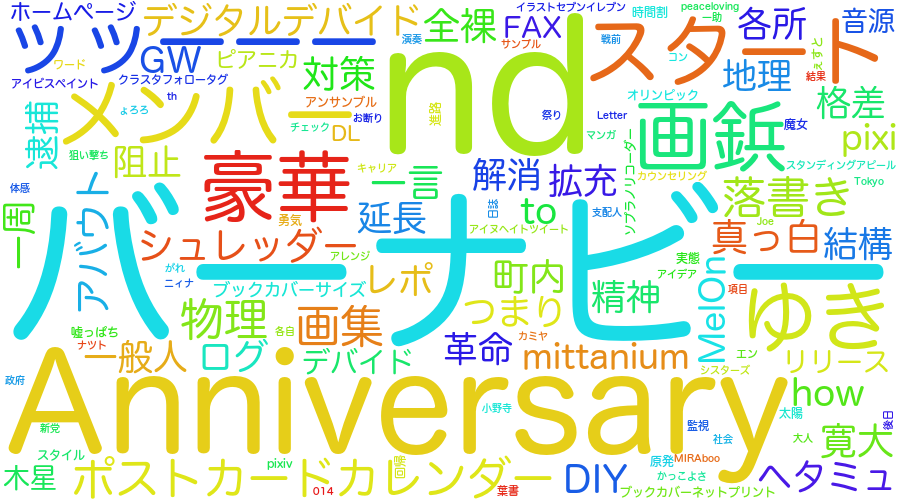 ホームページ
デジタルデバイド
全裸
FAX
イラストセブンイレブン
時間割
peaceloving
一助
各所
音源
ツッーーー
ワード
GW
ピアニカ
演奏
nd
サンプル
戦前
スタート
コン
ぇすと
結果
アイビスペイント
クラスタフォロータグ
対策
地理
th
メンバー
アンサンブル
お断り
進路
祭り
Letter
オリンピック
格差
逮捕
ょろろ
チェック
DL
マンガ
画鋲
魔女
pixi
狙い撃ち
阻止
豪華
キャリア
一言
解消
拡充
ソプラノリコーダー
カウンセリング
スタンディングアピール
落書き
Tokyo
体感
一周
アバウト
勇気
延長
日誌
to
支配人
Joe
アイヌヘイトツイート
バーナビー
シュレッダー
アレンジ
真っ白
結構
がれ
ニィナ
ブックカバーサイズ
レポ
町内
実態
アイデア
精神
項目
MelOn
ゆき
嘘っぱち
ナツト
物理
各自
画集
つまり
一般人
ログ
デバイド
革命
カミヤ
mittanium
エン
シスターズ
リリース
政府
Anniversary
小野寺
how
太陽
後日
新党
監視
社会
大人
寛大
スタイル
木星
ポストカードカレンダー
pixiv
014
回答
葉書
DIY
原発
MIRAboo
かっこよさ
ブックカバーネットプリント
ヘタミュ